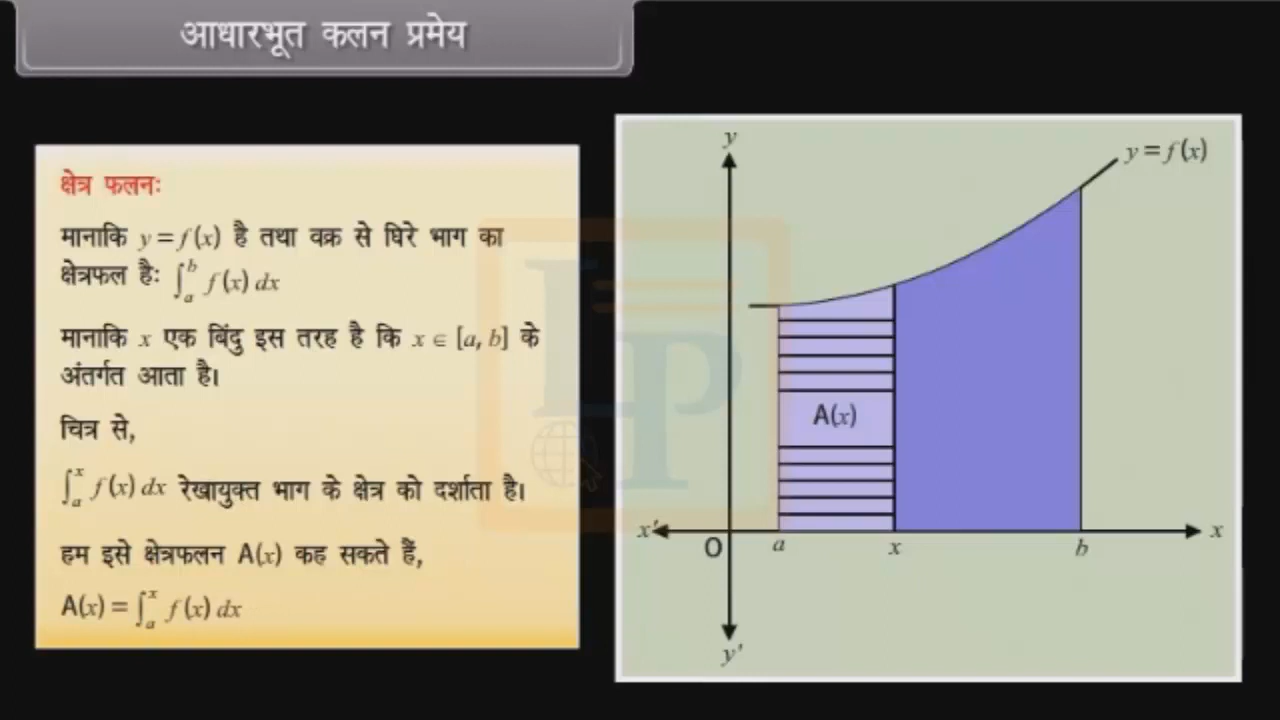 आधारभूत कलन प्रमेय
क्षेत्र फलनः
मानाकि y = f(x) है तथा वक्र से घिरे भाग का
क्षेत्रफल हैः ∫ₐᵇ f(x) dx
मानाकि x एक बिंदु इस तरह है कि x ∈ [a, b] के
अंतर्गत आता है।
चित्र से,
∫ₐˣ f(x) dx रेखायुक्त भाग के क्षेत्र को दर्शाता है।
हम इसे क्षेत्रफलन A(x) कह सकते हैं,
A(x) = ∫ₐˣ f(x) dx
y
y = f(x)
A(x)
x′
O
a
x
b
x
y′